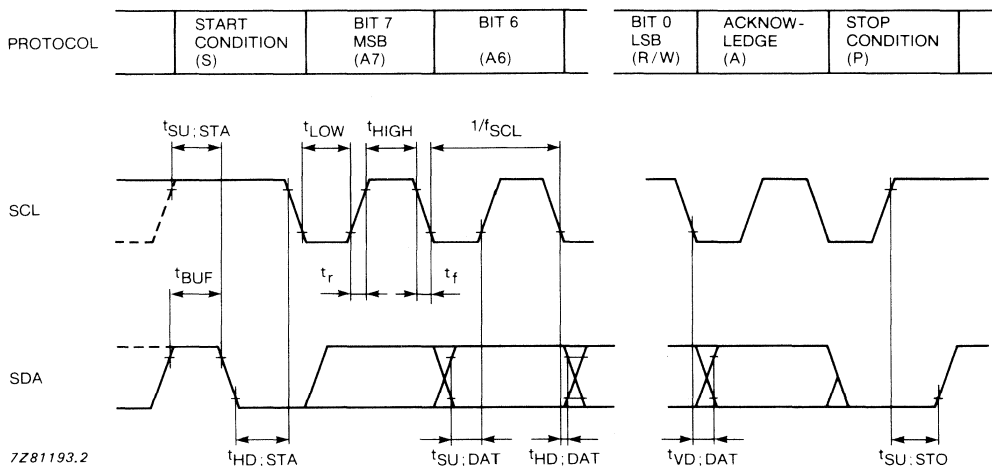 PROTOCOL
START
CONDITION
(S)
BIT 7
MSB
(A7)
BIT 6
(A6)
BIT 0
LSB
(R/W)
ACKNOW-
LEDGE
(A)
STOP
CONDITION
(P)
tSU;STA
tLOW
tHIGH
1/fSCL
SCL
tBUF
tr
tf
SDA
tHD;STA
tSU;DAT
tHD;DAT
tVD;DAT
tSU;STO
7Z81193.2